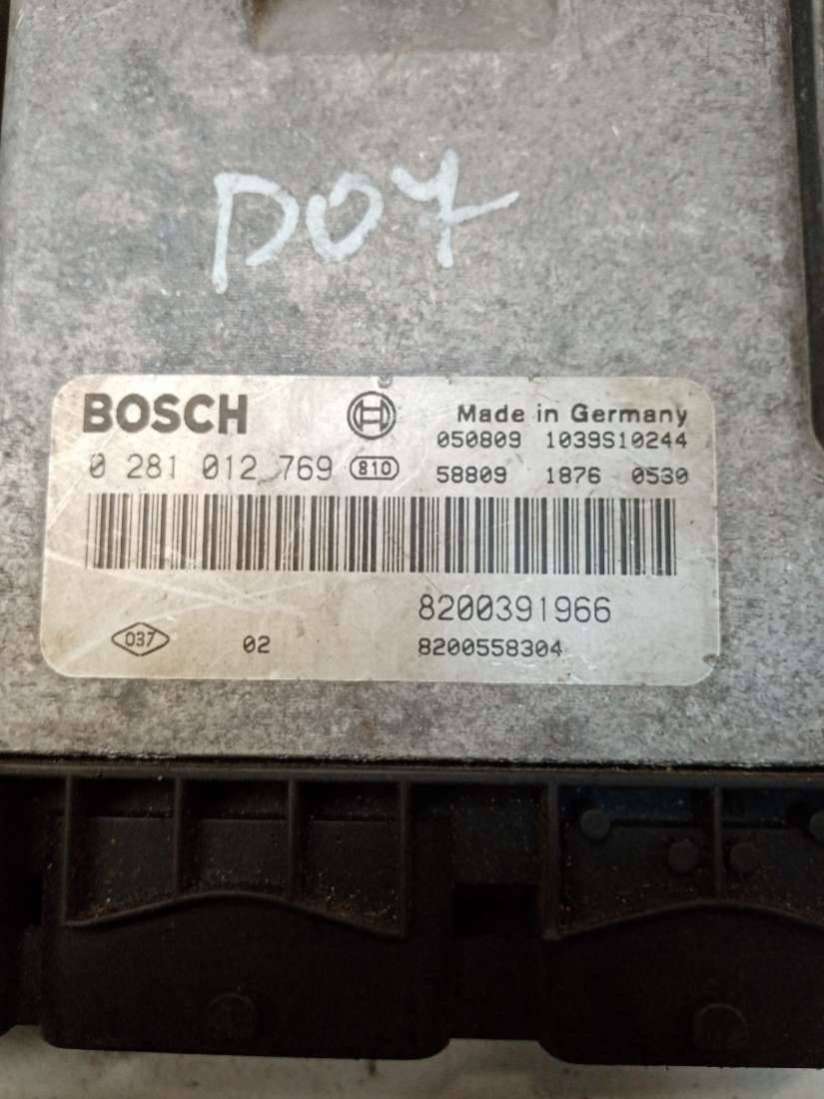 D07
BOSCH
Made in Germany
050809 1039S10244
0 281 012 769 810
58809 1876 0530
8200391966
037 02 8200558304